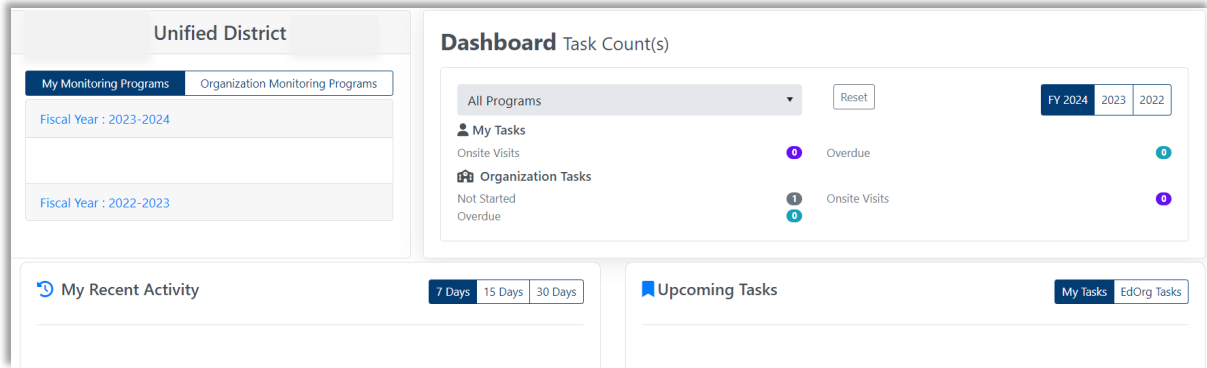 Unified District
My Monitoring Programs
Organization Monitoring Programs
Fiscal Year : 2023-2024
Fiscal Year : 2022-2023
Dashboard Task Count(s)
All Programs
Reset
FY 2024 2023 2022
My Tasks
Onsite Visits 0 Overdue 0
Organization Tasks
Not Started 1 Onsite Visits 0
Overdue 0
My Recent Activity
7 Days 15 Days 30 Days
Upcoming Tasks
My Tasks EdOrg Tasks